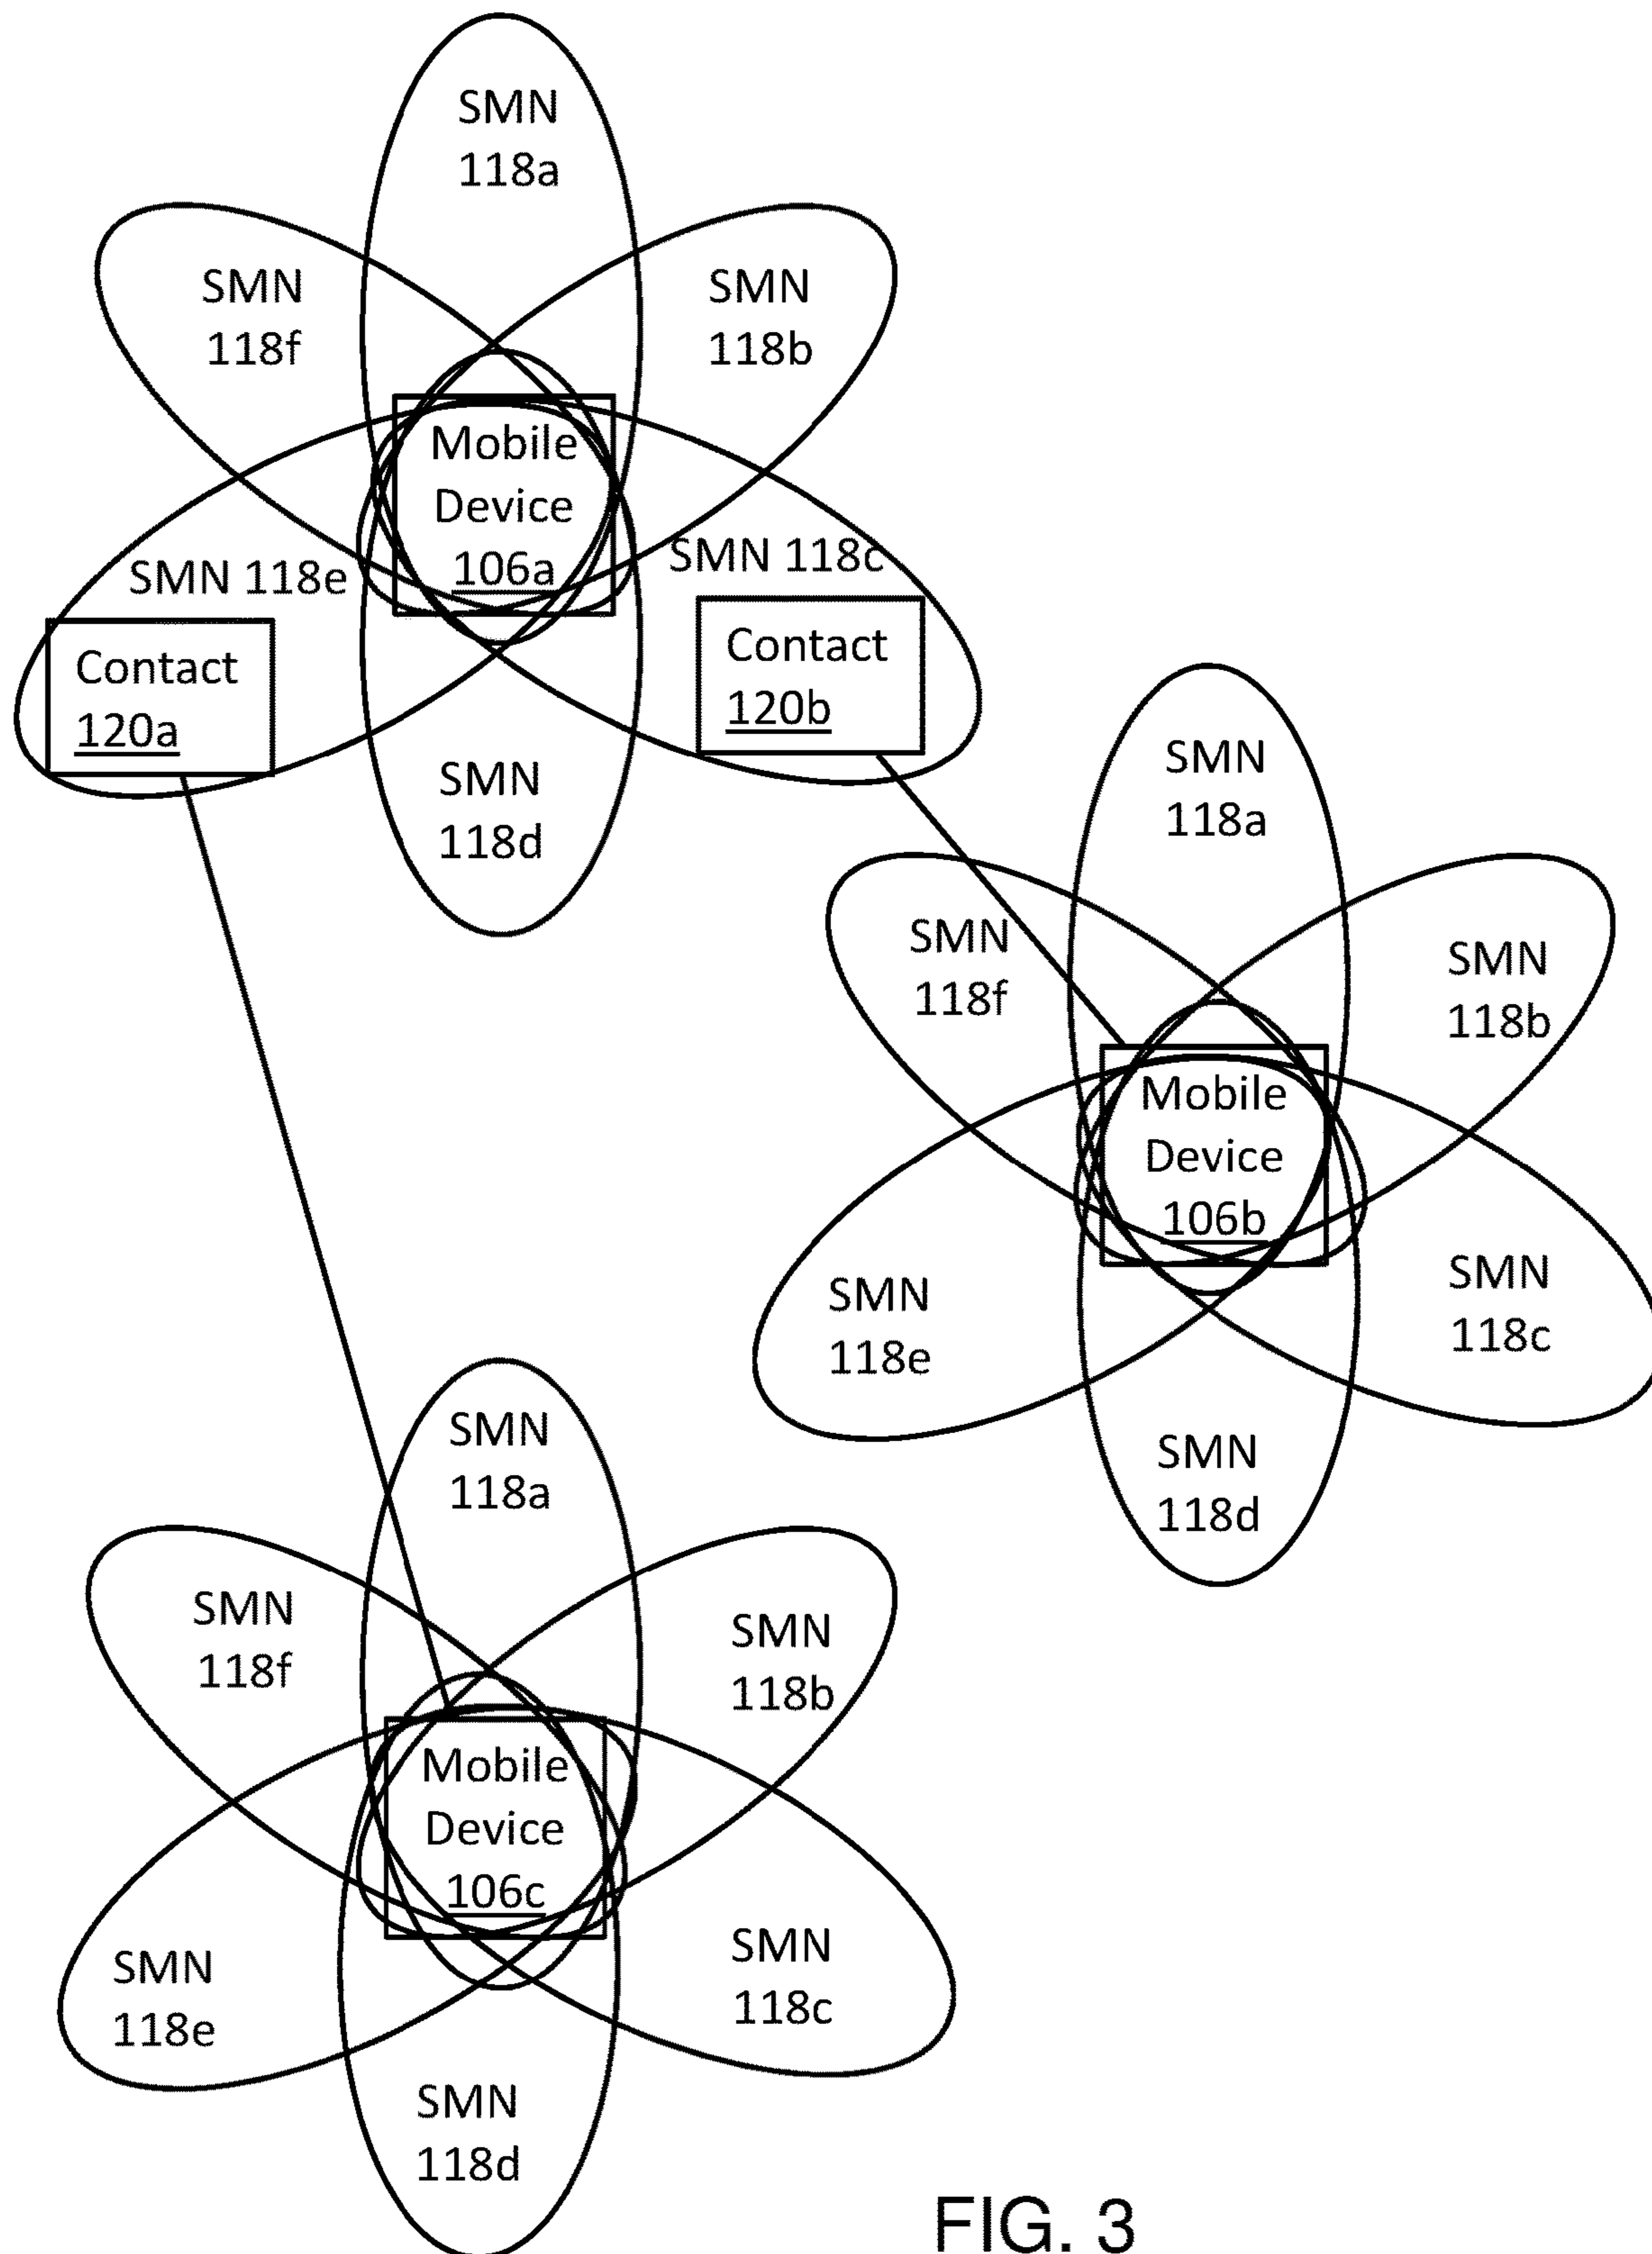 SMN
118a
SMN
118f
SMN
118b
Mobile
Device
106a
SMN 118e
SMN 118c
Contact
120a
Contact
120b
SMN
118d
SMN
118a
SMN
118f
SMN
118b
Mobile
Device
106b
SMN
118e
SMN
118c
SMN
118d
SMN
118a
SMN
118f
SMN
118b
Mobile
Device
106c
SMN
118e
SMN
118c
SMN
118d
FIG. 3